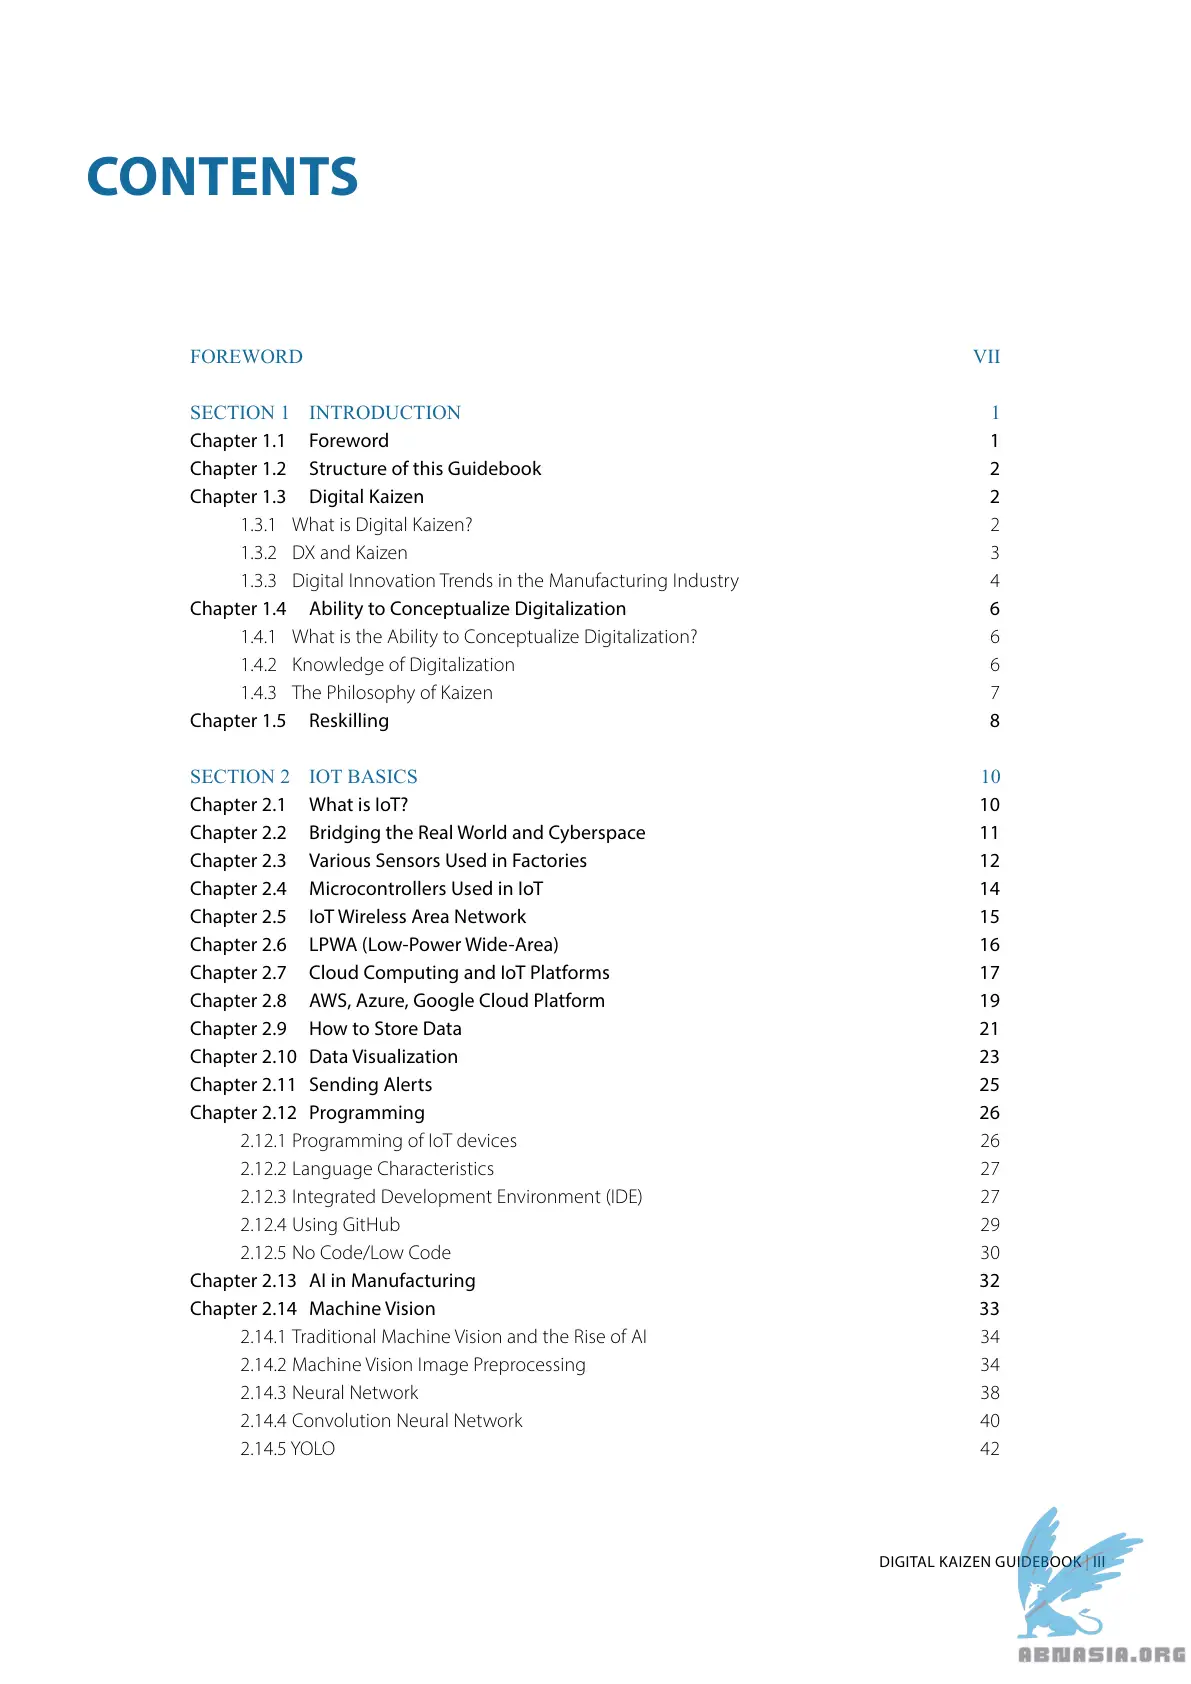 CONTENTS
FOREWORD VII
SECTION 1 INTRODUCTION 1
Chapter 1.1 Foreword 1
Chapter 1.2 Structure of this Guidebook 2
Chapter 1.3 Digital Kaizen 2
1.3.1 What is Digital Kaizen? 2
1.3.2 DX and Kaizen 3
1.3.3 Digital Innovation Trends in the Manufacturing Industry 4
Chapter 1.4 Ability to Conceptualize Digitalization 6
1.4.1 What is the Ability to Conceptualize Digitalization? 6
1.4.2 Knowledge of Digitalization 6
1.4.3 The Philosophy of Kaizen 7
Chapter 1.5 Reskilling 8
SECTION 2 IOT BASICS 10
Chapter 2.1 What is IoT? 10
Chapter 2.2 Bridging the Real World and Cyberspace 11
Chapter 2.3 Various Sensors Used in Factories 12
Chapter 2.4 Microcontrollers Used in IoT 14
Chapter 2.5 IoT Wireless Area Network 15
Chapter 2.6 LPWA (Low-Power Wide-Area) 16
Chapter 2.7 Cloud Computing and IoT Platforms 17
Chapter 2.8 AWS, Azure, Google Cloud Platform 19
Chapter 2.9 How to Store Data 21
Chapter 2.10 Data Visualization 23
Chapter 2.11 Sending Alerts 25
Chapter 2.12 Programming 26
2.12.1 Programming of IoT devices 26
2.12.2 Language Characteristics 27
2.12.3 Integrated Development Environment (IDE) 27
2.12.4 Using GitHub 29
2.12.5 No Code/Low Code 30
Chapter 2.13 AI in Manufacturing 32
Chapter 2.14 Machine Vision 33
2.14.1 Traditional Machine Vision and the Rise of AI 34
2.14.2 Machine Vision Image Preprocessing 34
2.14.3 Neural Network 38
2.14.4 Convolution Neural Network 40
2.14.5 YOLO 42
DIGITAL KAIZEN GUIDEBOOK | III
ABNASIA.ORG